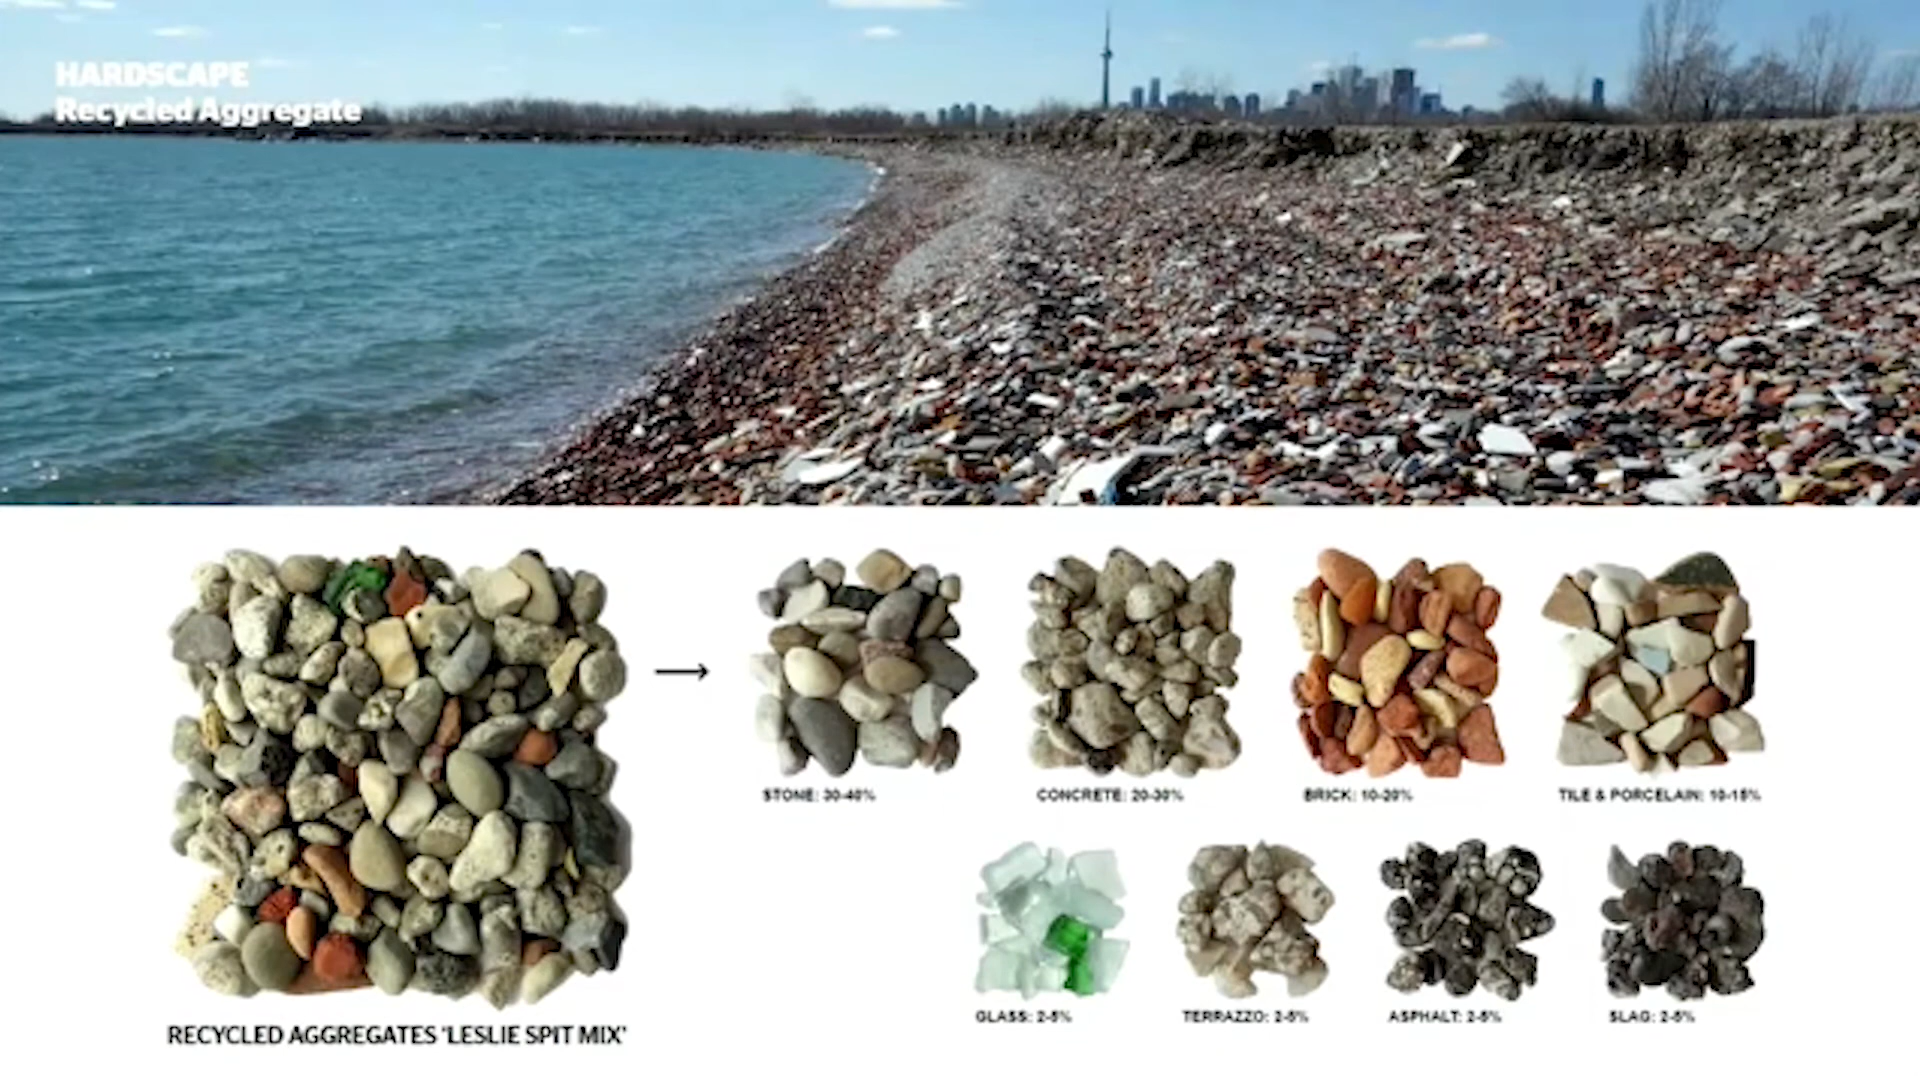 HARDSCAPE
Recycled Aggregate
STONE: 30-40%
CONCRETE: 20-30%
BRICK: 10-20%
TILE & PORCELAIN: 10-15%
GLASS: 2-5%
TERRAZZO: 2-5%
ASPHALT: 2-5%
SLAG: 2-5%
RECYCLED AGGREGATES 'LESLIE SPIT MIX'